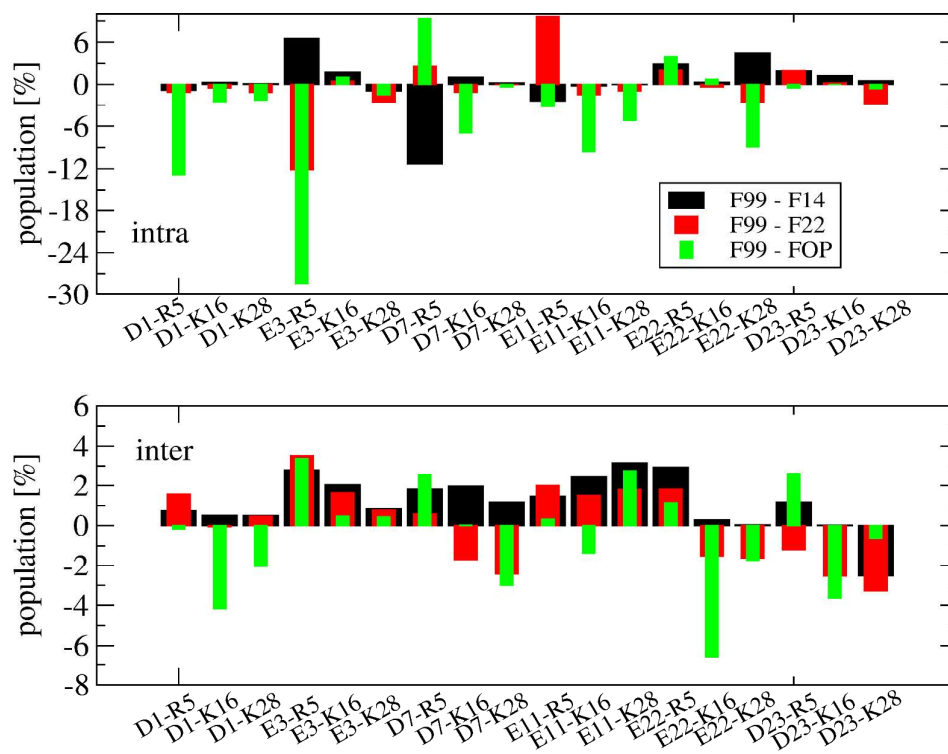 6
0
-6
-12
-18
-24
-30
population [%]
intra
F99 - F14
F99 - F22
F99 - FOP
D1-R5
D1-K16
D1-K28
E3-R5
E3-K16
E3-K28
D7-R5
D7-K16
D7-K28
E11-R5
E11-K16
E11-K28
E22-R5
E22-K16
E22-K28
D23-R5
D23-K16
D23-K28
6
4
2
0
-2
-4
-6
-8
population [%]
inter
D1-R5
D1-K16
D1-K28
E3-R5
E3-K16
E3-K28
D7-R5
D7-K16
D7-K28
E11-R5
E11-K16
E11-K28
E22-R5
E22-K16
E22-K28
D23-R5
D23-K16
D23-K28